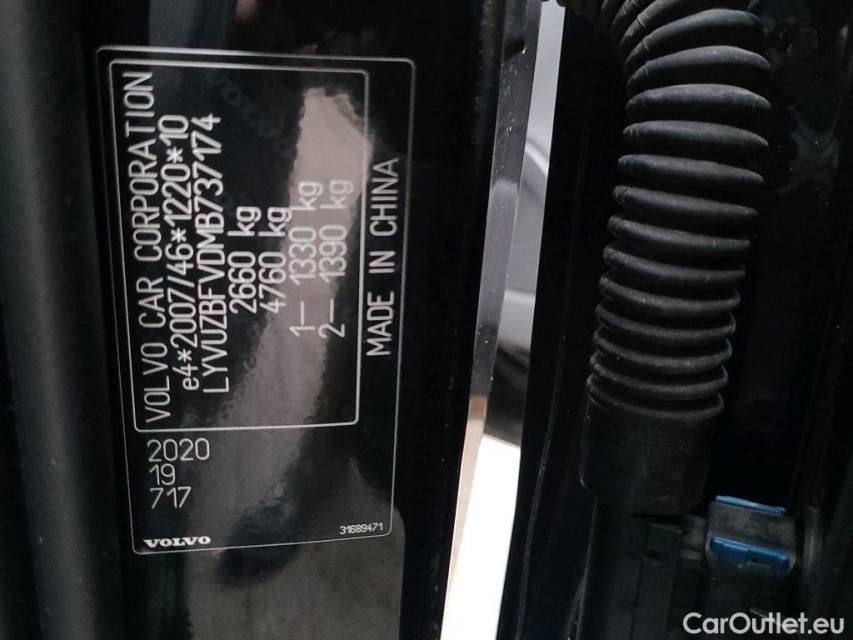 VOLVO CAR CORPORATION
e4*2007/46*1220*10
LYVUZBFVDMB737174
2660 kg
4760 kg
1— 1330 kg
2— 1390 kg
MADE IN CHINA
2020
19
717
VOLVO
31689471
CarOutlet.eu